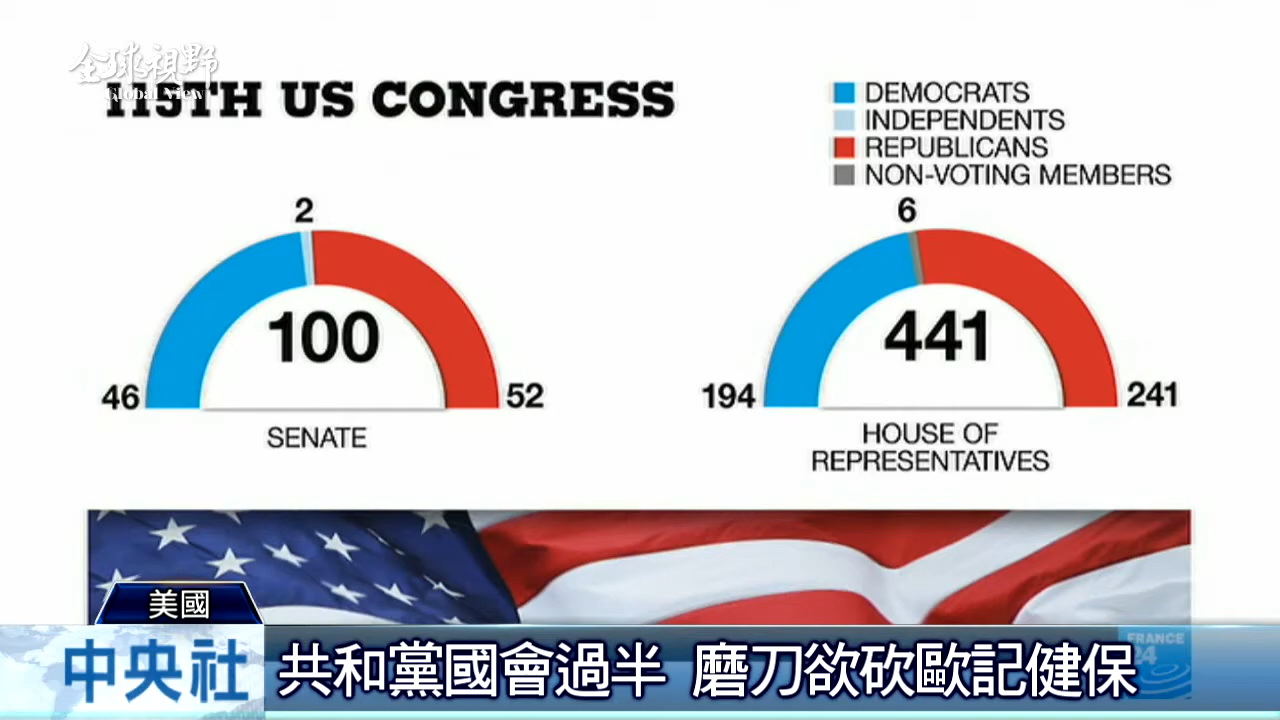 全球視野
Global View
115TH US CONGRESS
DEMOCRATS
INDEPENDENTS
REPUBLICANS
NON-VOTING MEMBERS
2
100
46
52
SENATE
6
441
194
241
HOUSE OF
REPRESENTATIVES
美國
FRANCE
24
中央社
共和黨國會過半 磨刀欲砍歐記健保